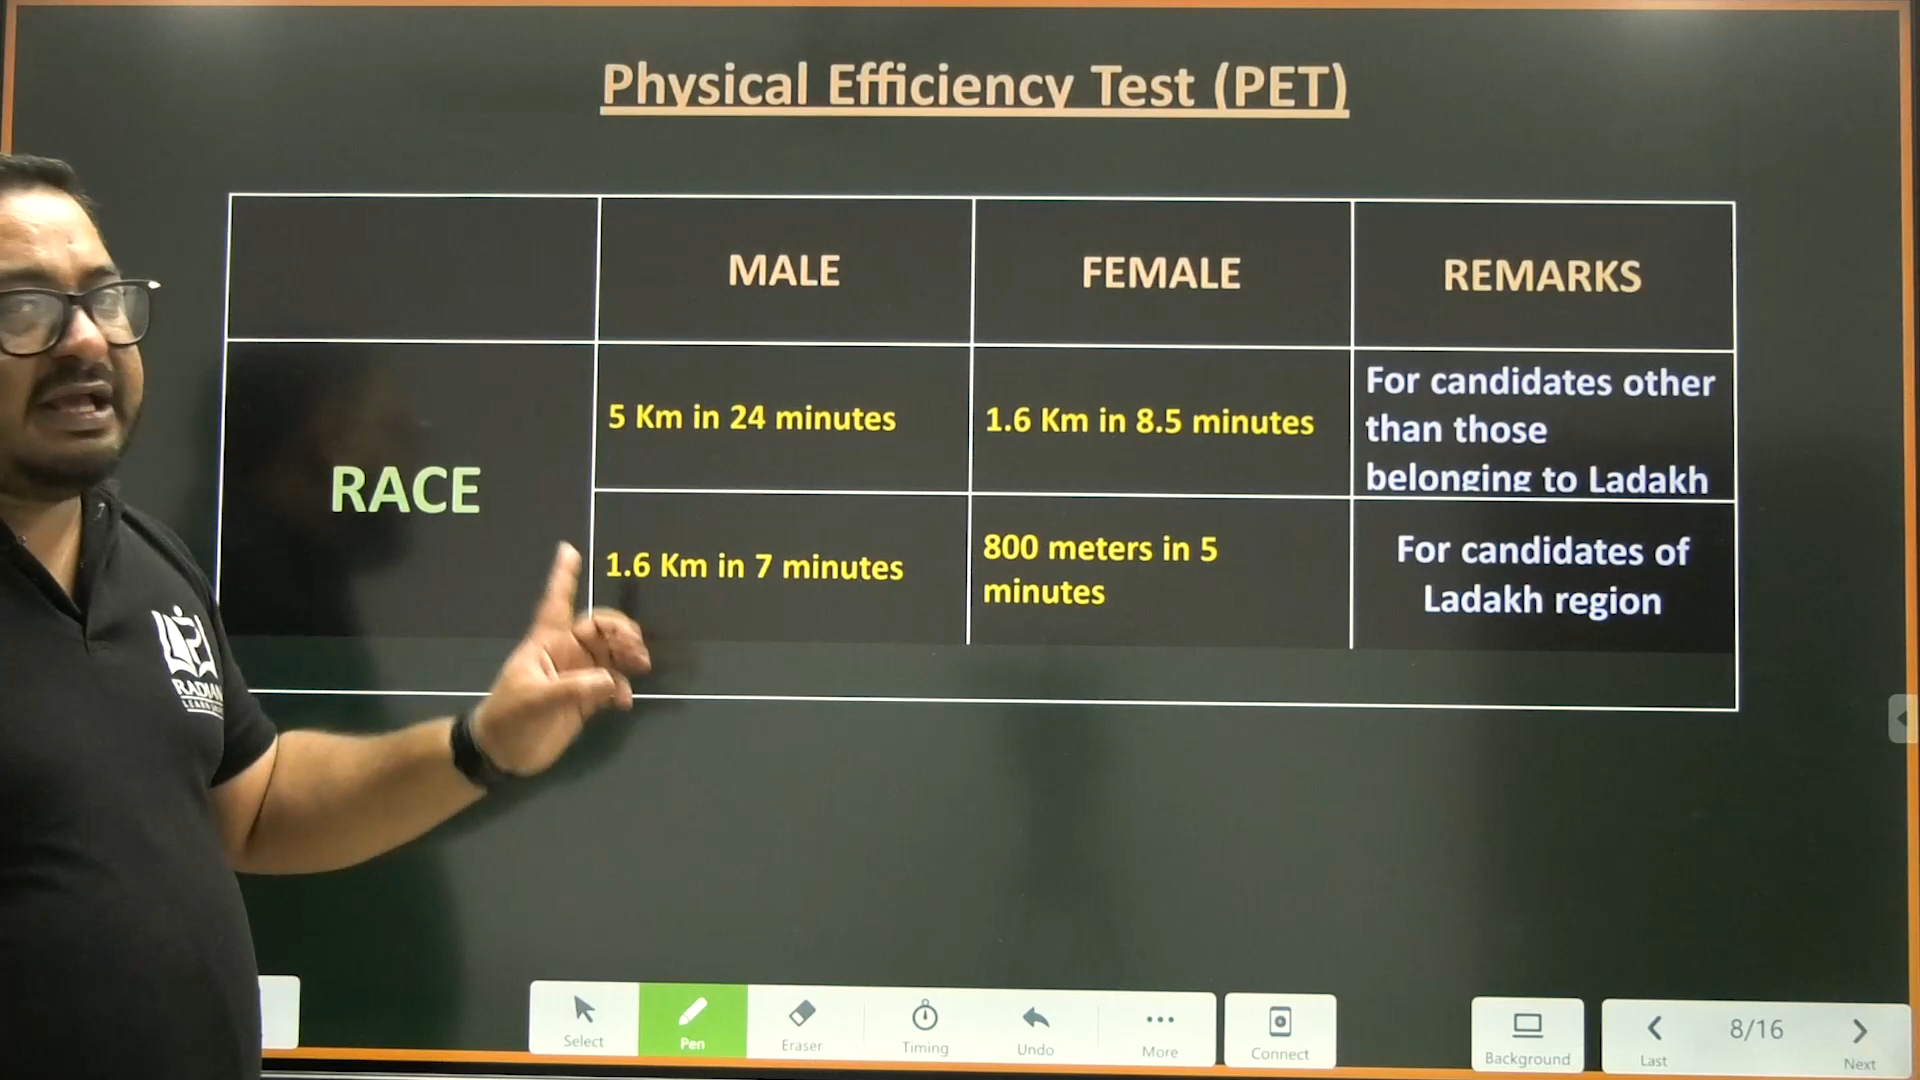 Physical Efficiency Test (PET)
MALE
FEMALE
REMARKS
RACE
5 Km in 24 minutes
1.6 Km in 8.5 minutes
For candidates other
than those
belonging to Ladakh
1.6 Km in 7 minutes
800 meters in 5
minutes
For candidates of
Ladakh region
Select
Pen
Eraser
Timing
Undo
More
Connect
Background
Last
8/16
Next